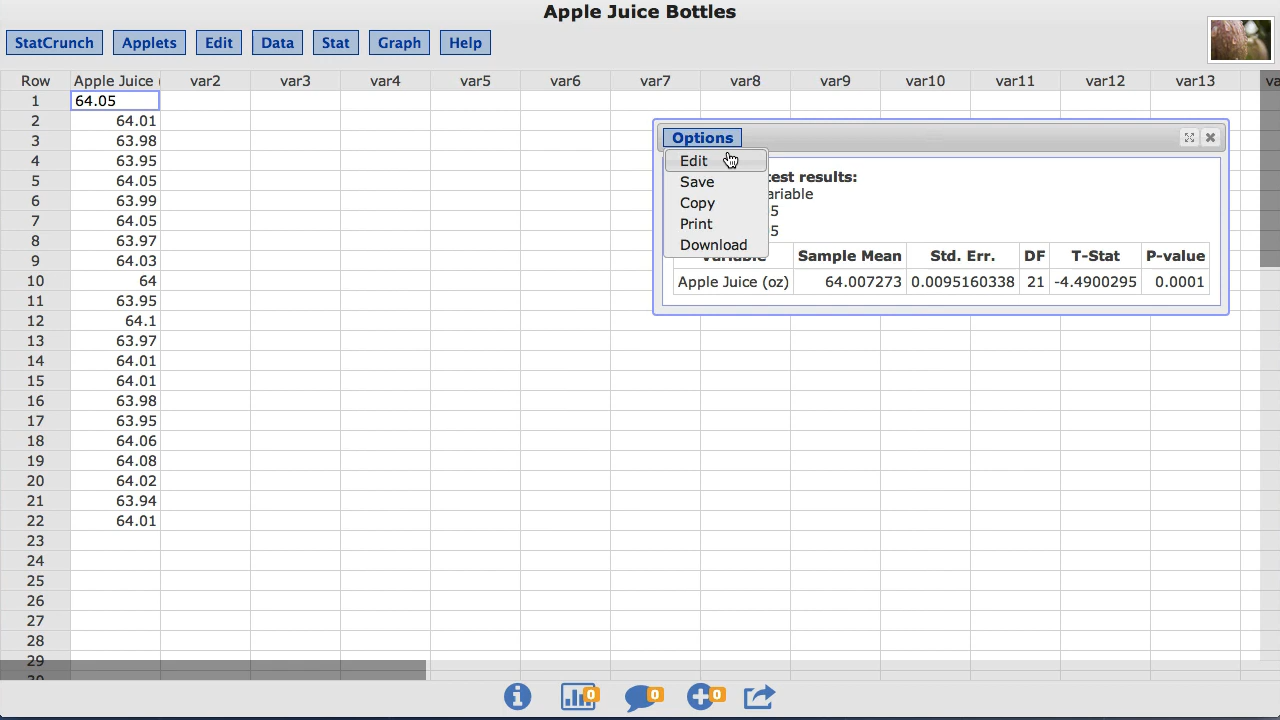 Apple Juice Bottles
StatCrunch Applets Edit Data Stat Graph Help
Row Apple Juice ( var2 var3 var4 var5 var6 var7 var8 var9 var10 var11 var12 var13 va
1 64.05
2 64.01
3 63.98
4 63.95
5 64.05
6 63.99
7 64.05
8 63.97
9 64.03
10 64
11 63.95
12 64.1
13 63.97
14 64.01
15 64.01
16 63.98
17 63.95
18 64.06
19 64.08
20 64.02
21 63.94
22 64.01
23
24
25
26
27
28
29
Options
Edit
Save
Copy
Print
Download
test results:
ariable
5
5
Variable Sample Mean Std. Err. DF T-Stat P-value
Apple Juice (oz) 64.007273 0.0095160338 21 -4.4900295 0.0001
0 0 0